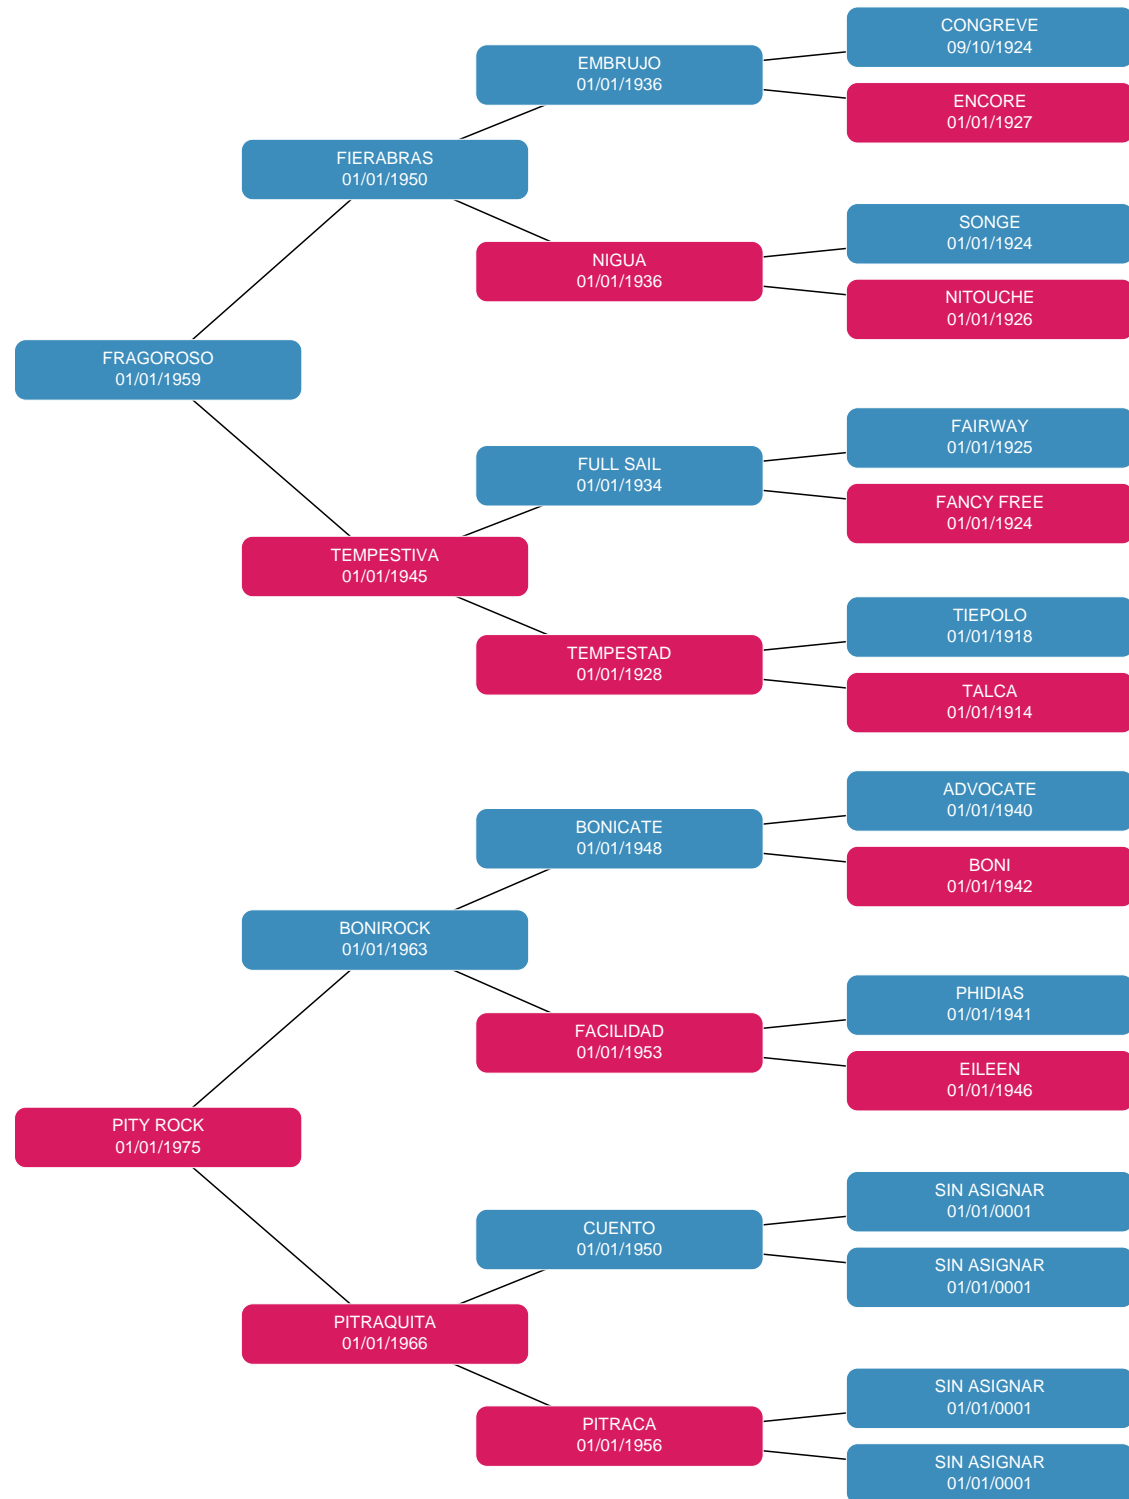 CONGREVE
09/10/1924
EMBRUJO
01/01/1936
ENCORE
01/01/1927
FIERABRAS
01/01/1950
SONGE
01/01/1924
NIGUA
01/01/1936
NITOUCHE
01/01/1926
FRAGOROSO
01/01/1959
FAIRWAY
01/01/1925
FULL SAIL
01/01/1934
FANCY FREE
01/01/1924
TEMPESTIVA
01/01/1945
TIEPOLO
01/01/1918
TEMPESTAD
01/01/1928
TALCA
01/01/1914
ADVOCATE
01/01/1940
BONICATE
01/01/1948
BONI
01/01/1942
BONIROCK
01/01/1963
PHIDIAS
01/01/1941
FACILIDAD
01/01/1953
EILEEN
01/01/1946
PITY ROCK
01/01/1975
SIN ASIGNAR
01/01/0001
CUENTO
01/01/1950
SIN ASIGNAR
01/01/0001
PITRAQUITA
01/01/1966
SIN ASIGNAR
01/01/0001
PITRACA
01/01/1956
SIN ASIGNAR
01/01/0001